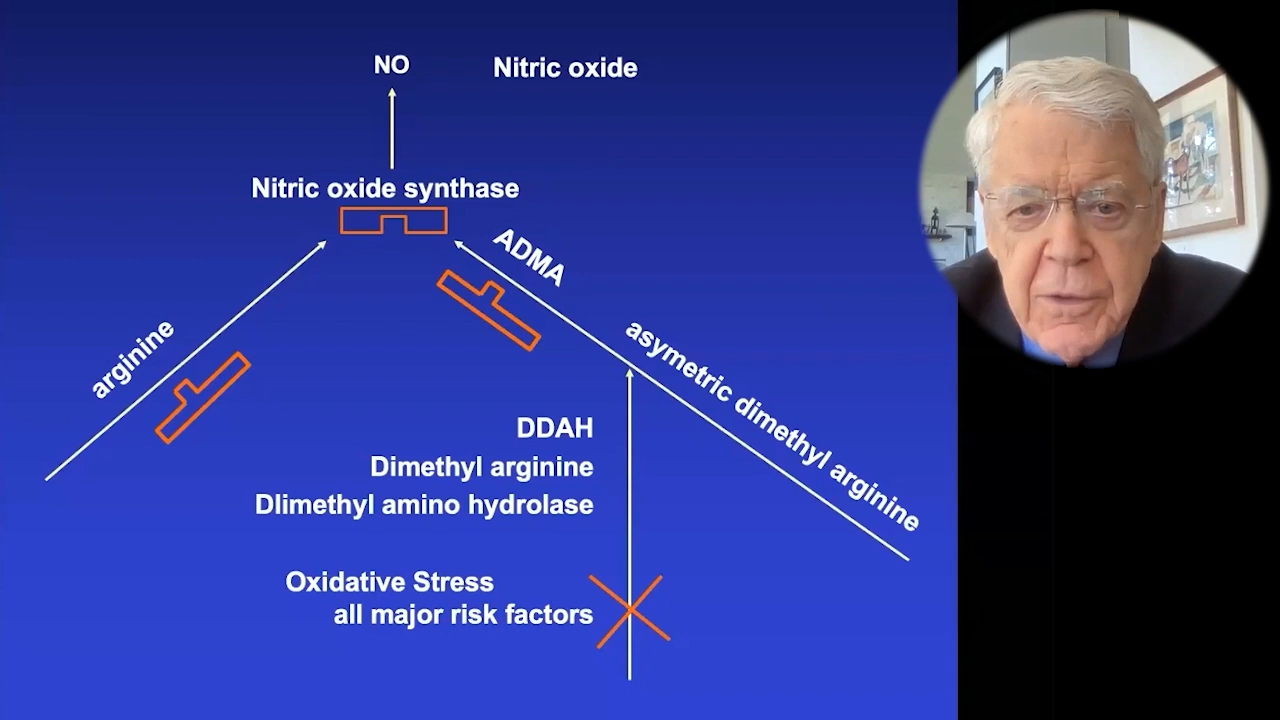 NO
Nitric oxide
Nitric oxide synthase
ADMA
arginine
asymetric dimethyl arginine
DDAH
Dimethyl arginine
Dlimethyl amino hydrolase
Oxidative Stress
all major risk factors